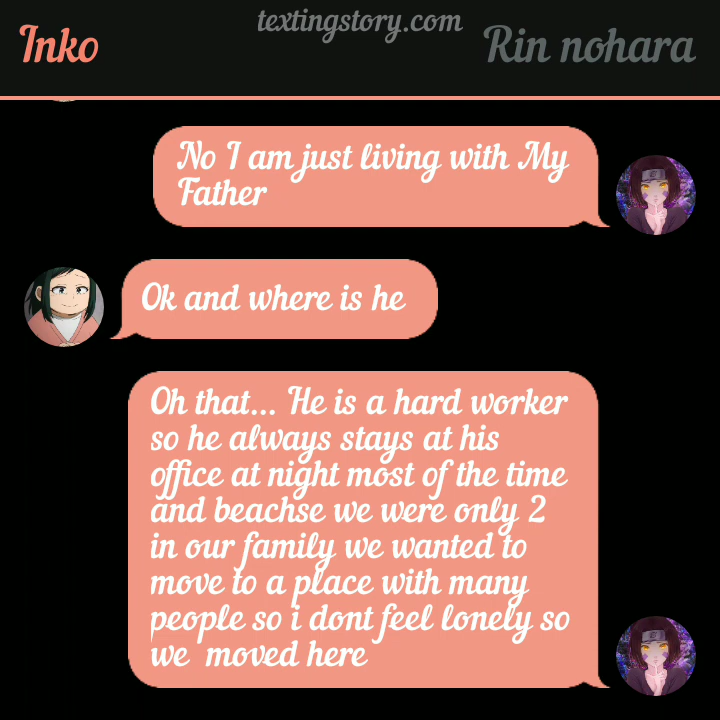 textingstory.com
Inko
Rin nohara
No I am just living with My
Father
Ok and where is he
Oh that... He is a hard worker
so he always stays at his
office at night most of the time
and beachse we were only 2
in our family we wanted to
move to a place with many
people so i dont feel lonely so
we  moved here